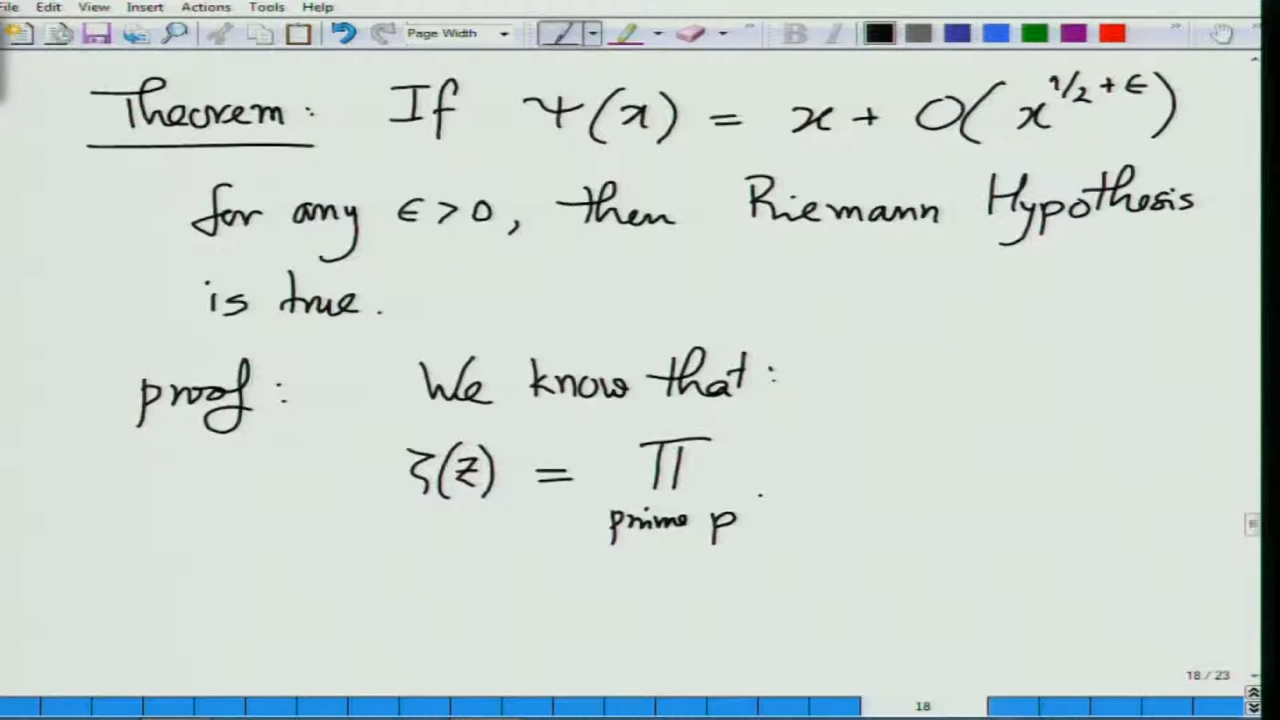 File Edit View Insert Actions Tools Help
Page Width
Theorem: If Ψ(x) = x + O(x^{1/2+ϵ})
for any ϵ > 0, then Riemann Hypothesis
is true.
proof: We know that:
ζ(z) = Π
prime p
18 / 23
18